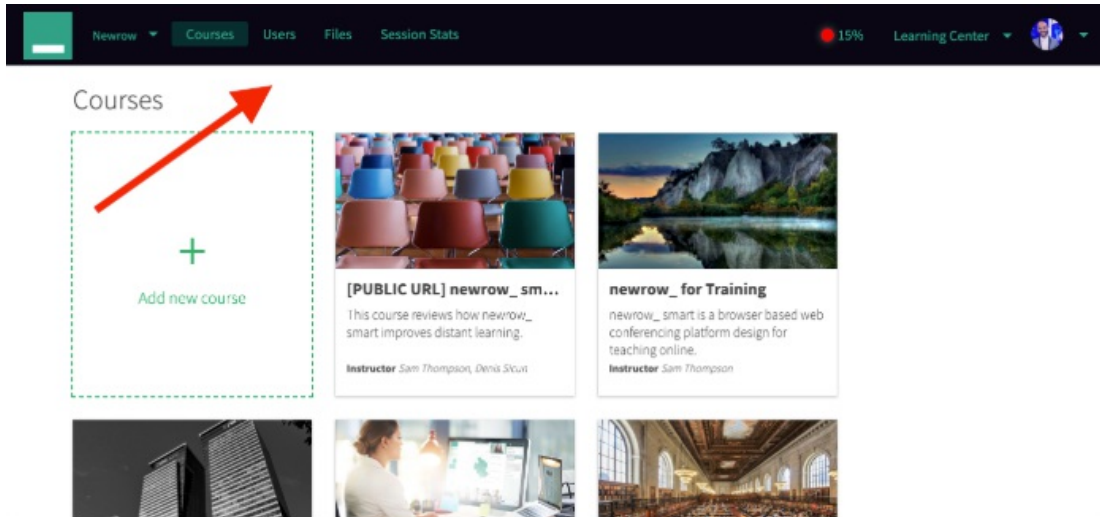 Newrow Courses Users Files Session Stats 15% Learning Center
Courses
+
Add new course
[PUBLIC URL] newrow_ sm...
This course reviews how newrow_
smart improves distant learning.
Instructor Sam Thompson, Denis
newrow_ for Training
newrow_ smart is a browser based web
conferencing platform design for
teaching online.
Instructor Sam Thompson